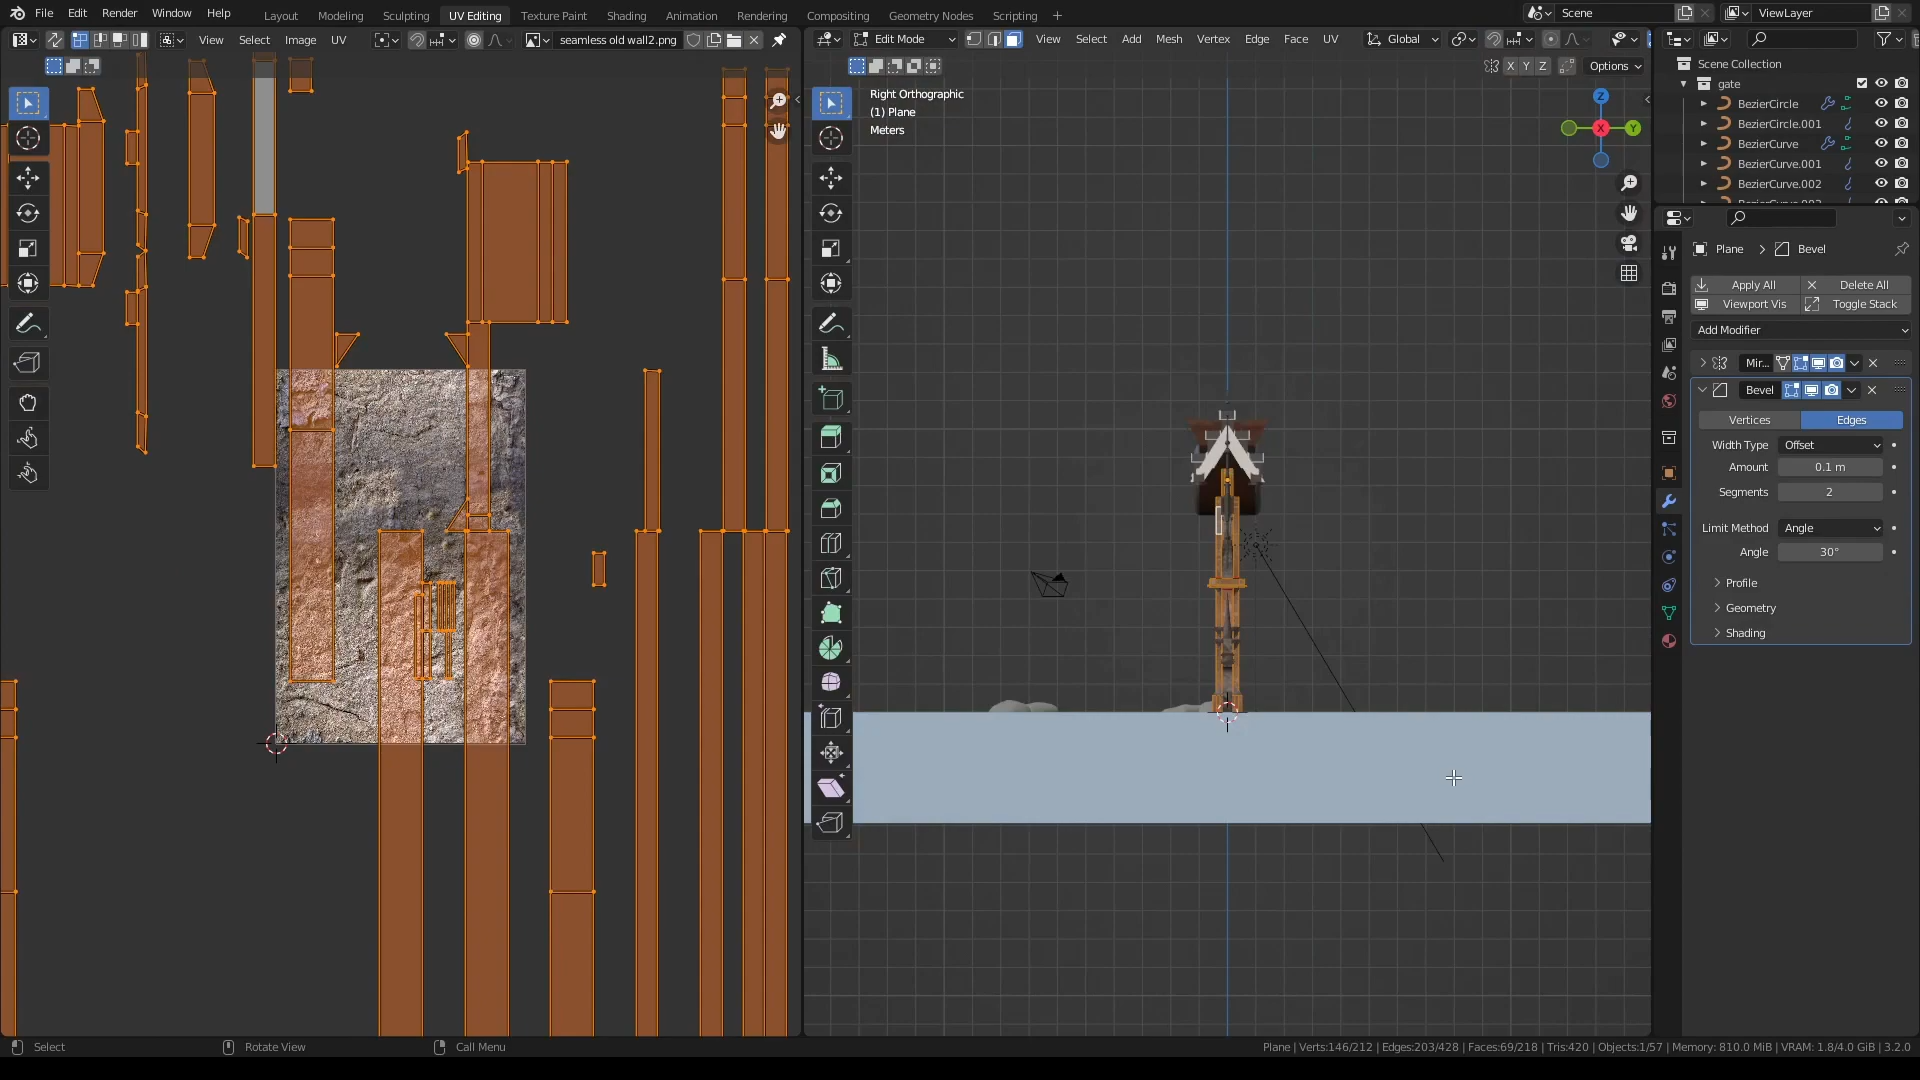 File Edit Render Window Help
Layout Modeling Sculpting UV Editing Texture Paint Shading Animation Rendering Compositing Geometry Nodes Scripting +
Scene
ViewLayer
View Select Image UV
seamless old wall2.png
Edit Mode
View Select Add Mesh Vertex Edge Face UV
Global
X Y Z
Options
Right Orthographic
(1) Plane
Meters
Z
X
Y
Scene Collection
gate
BezierCircle
BezierCircle.001
BezierCurve
BezierCurve.001
BezierCurve.002
Plane > Bevel
Apply All Delete All
Viewport Vis Toggle Stack
Add Modifier
Mir...
Bevel
Vertices Edges
Width Type Offset
Amount 0.1 m
Segments 2
Limit Method Angle
Angle 30°
Profile
Geometry
Shading
Select
Rotate View
Call Menu
Plane | Verts:146/212 | Edges:203/428 | Faces:69/218 | Tris:420 | Objects:1/57 | Memory: 810.0 MiB | VRAM: 1.8/4.0 GiB | 3.2.0